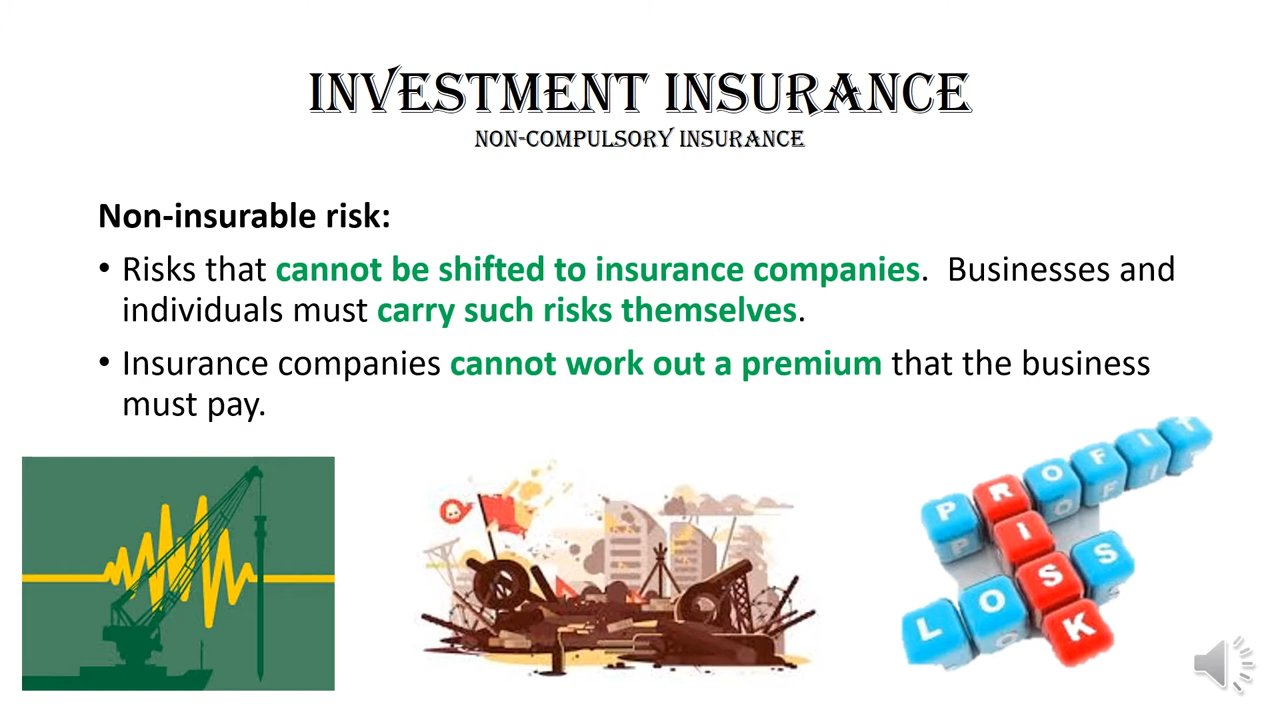 INVESTMENT INSURANCE
NON-COMPULSORY INSURANCE
Non-insurable risk:
• Risks that cannot be shifted to insurance companies.  Businesses and
individuals must carry such risks themselves.
• Insurance companies cannot work out a premium that the business
must pay.
PROFIT
RISK
LOSS